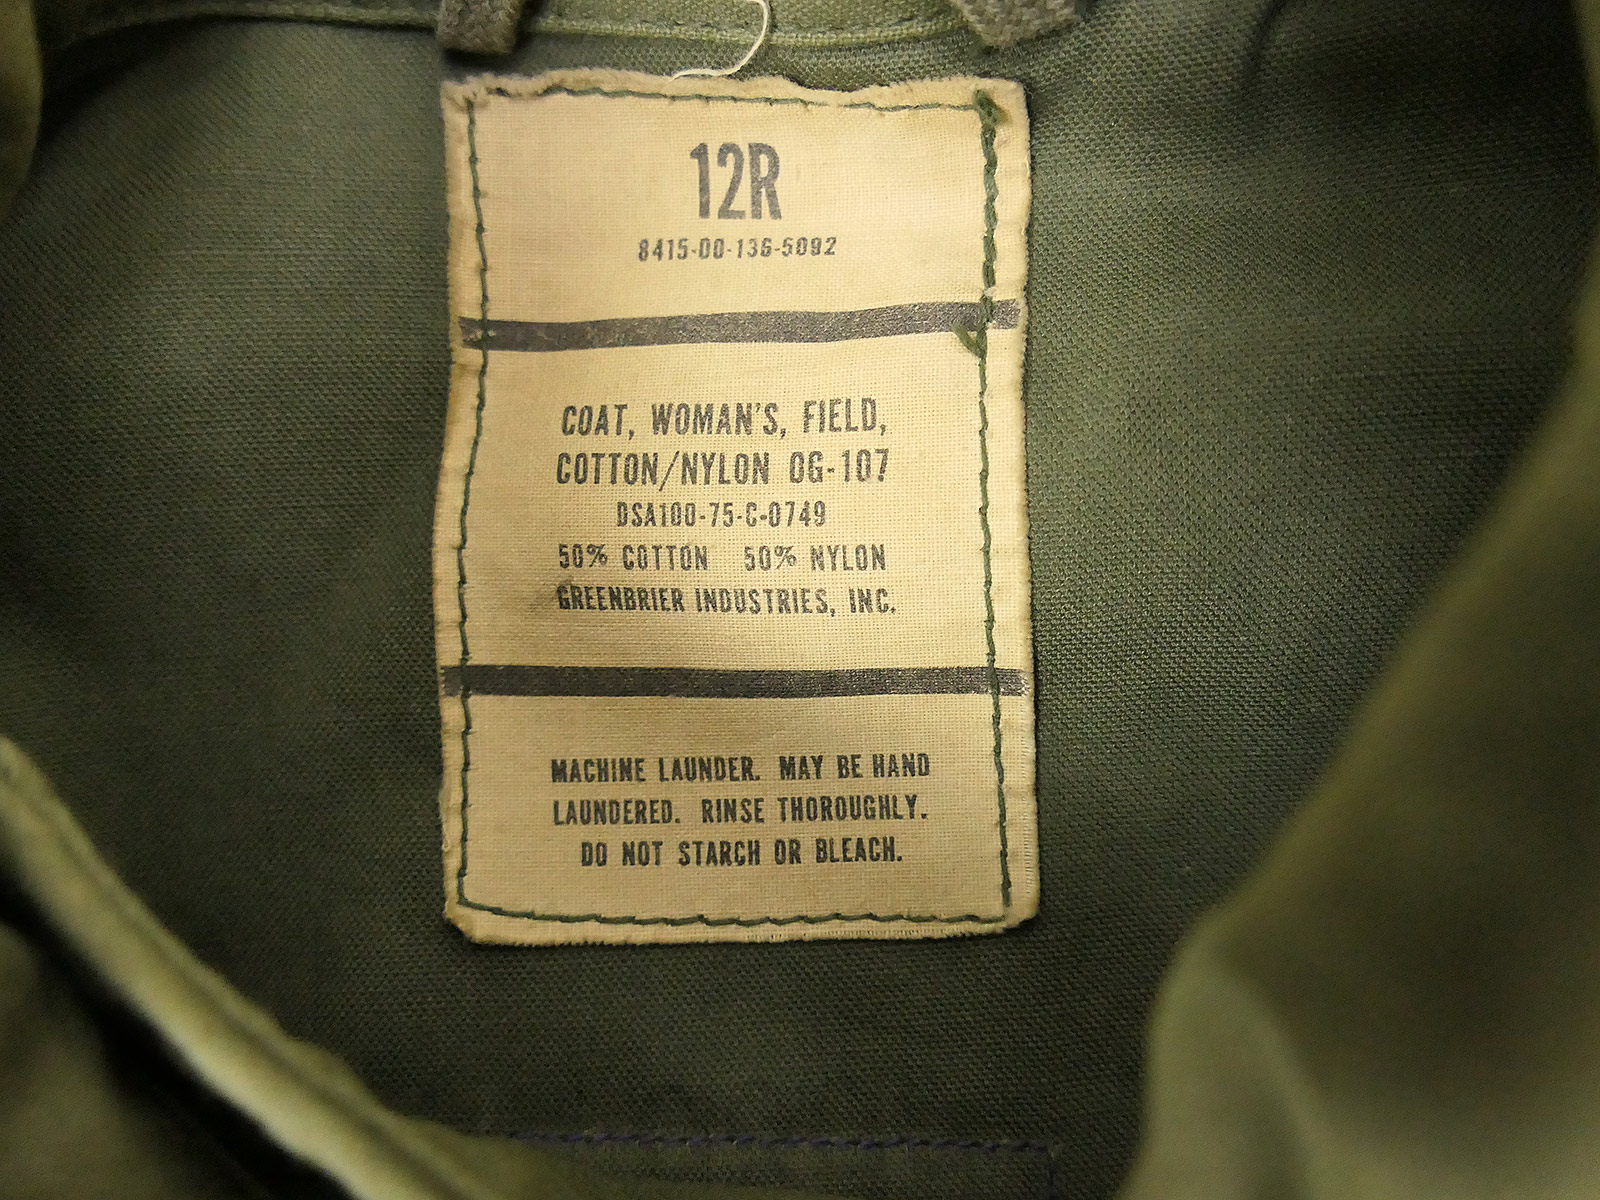 12R
8415-00-136-5092
COAT, WOMAN'S, FIELD,
COTTON/NYLON OG-107
DSA100-75-C-0749
50% COTTON 50% NYLON
GREENBRIER INDUSTRIES, INC.
MACHINE LAUNDER. MAY BE HAND
LAUNDERED. RINSE THOROUGHLY.
DO NOT STARCH OR BLEACH.